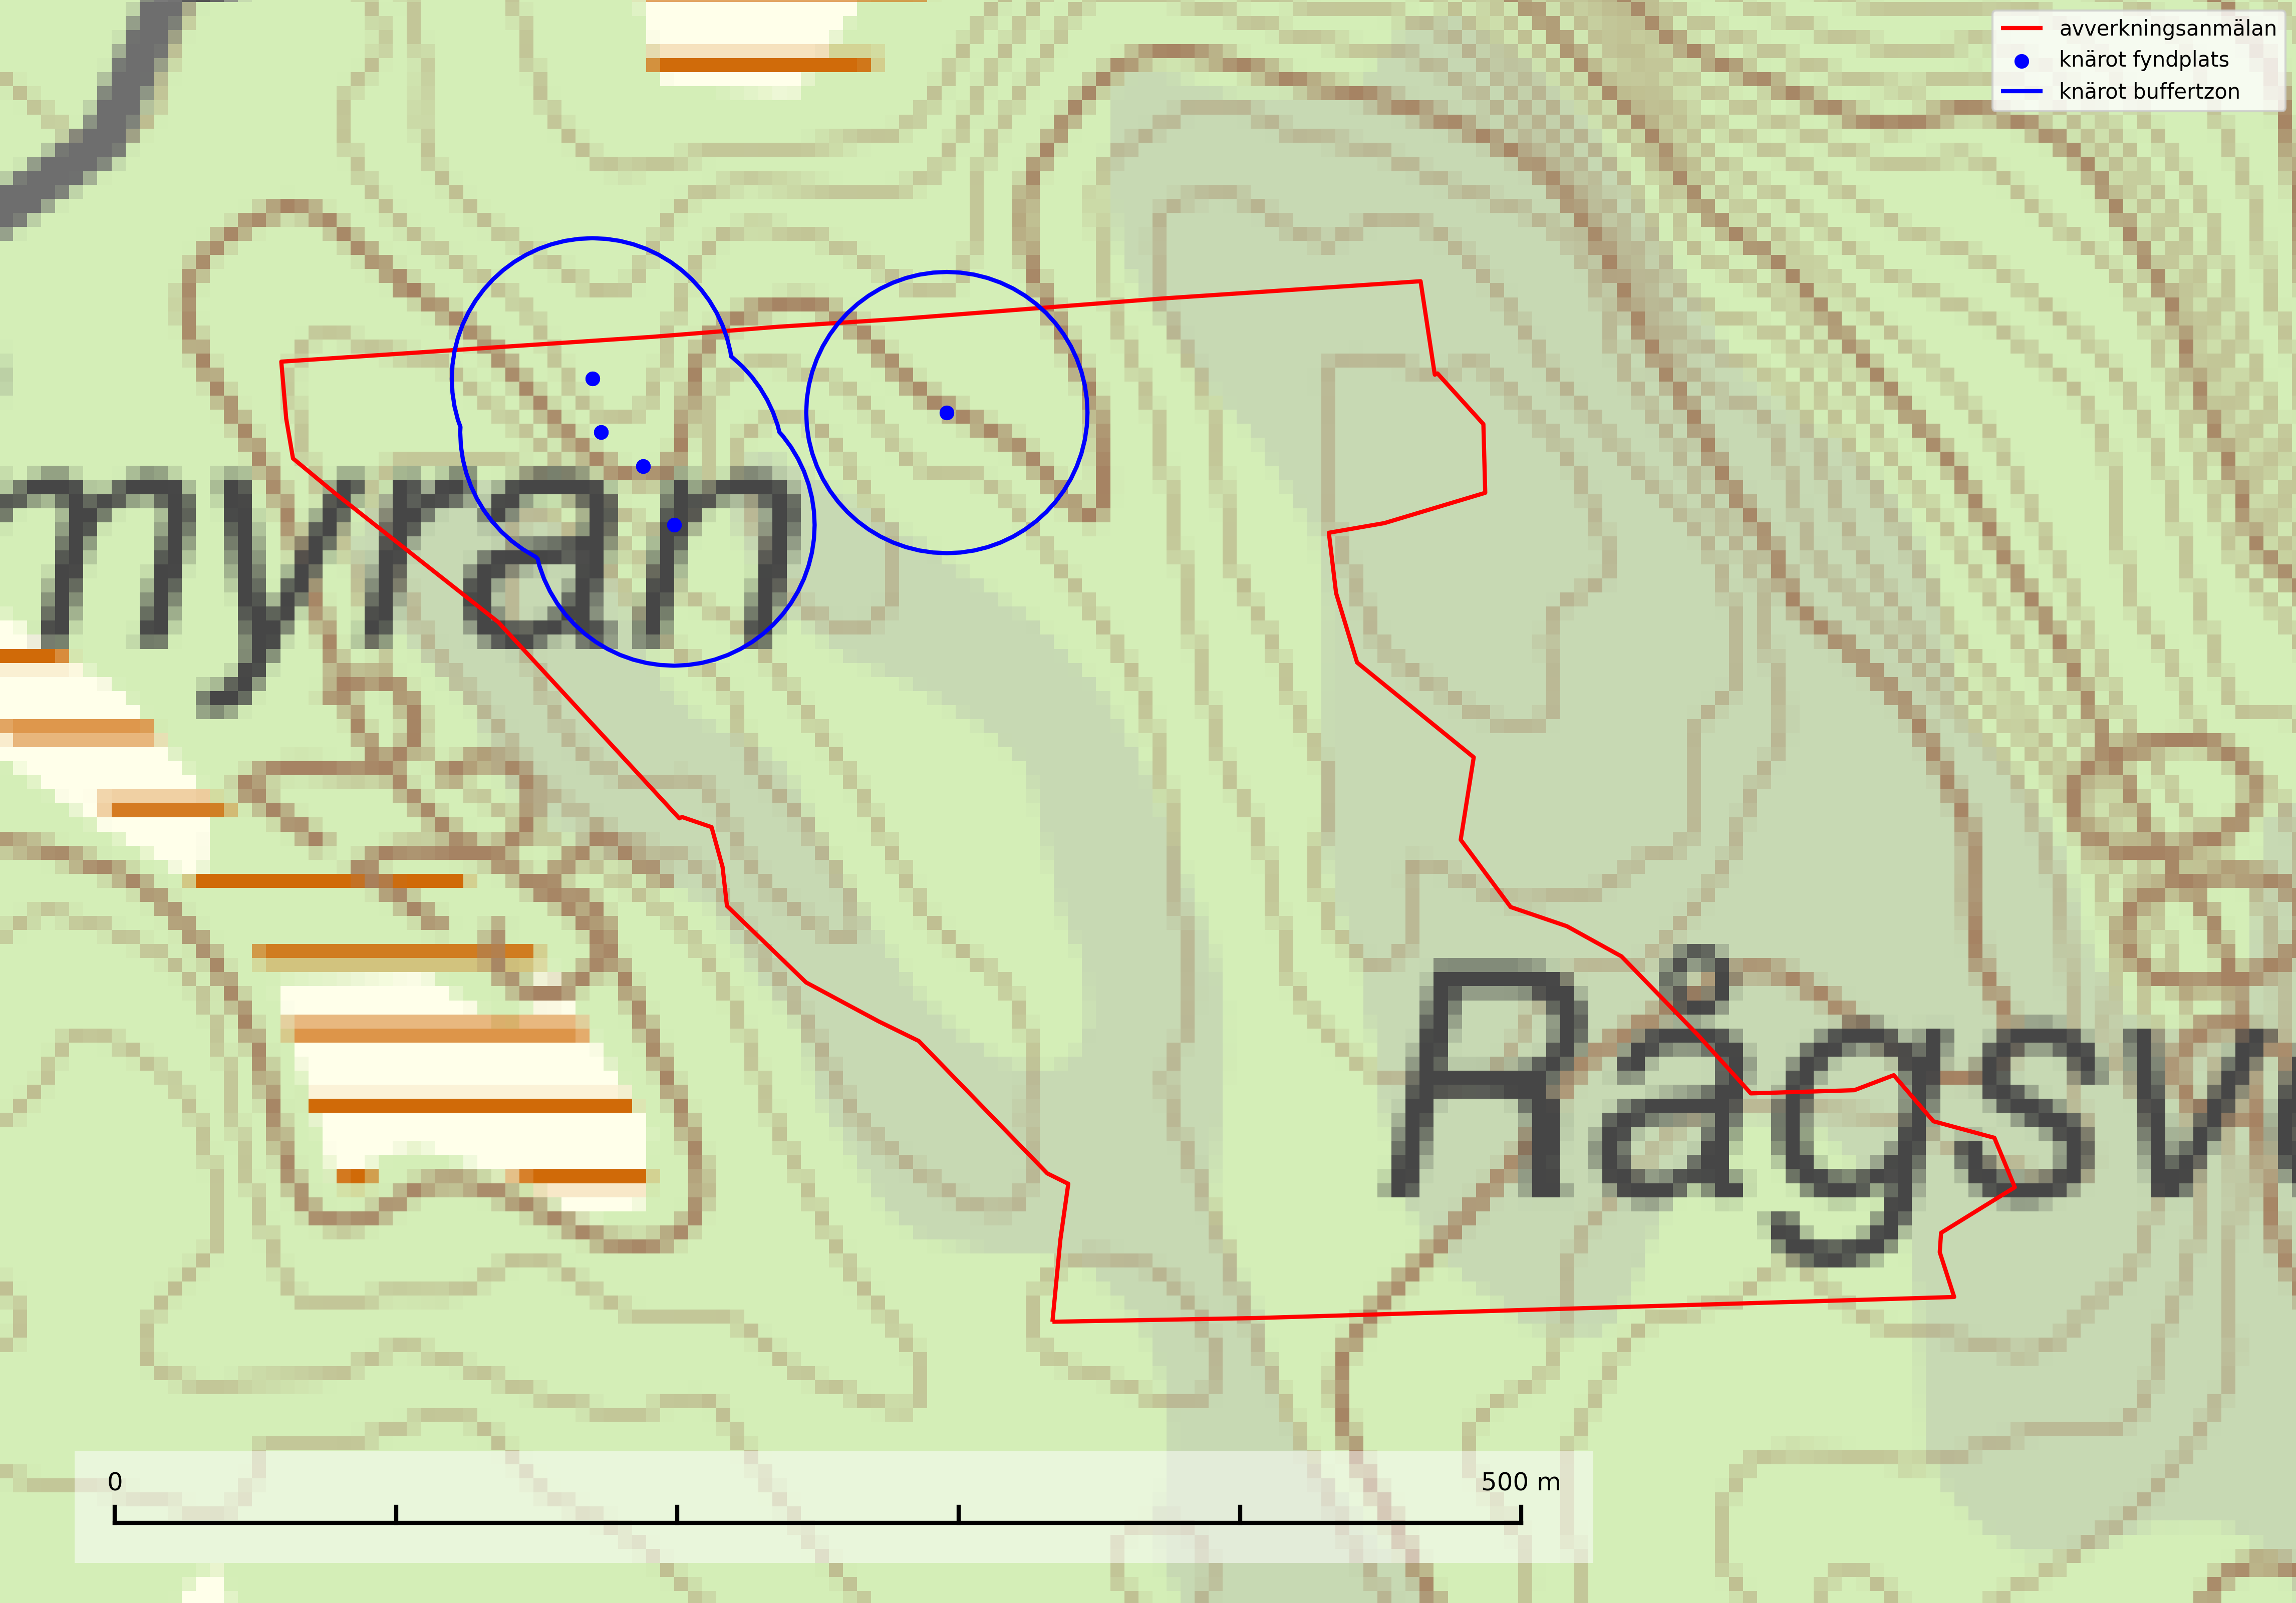 avverkningsanmälan
knärot fyndplats
knärot buffertzon
myran
Rågsv
0
500 m